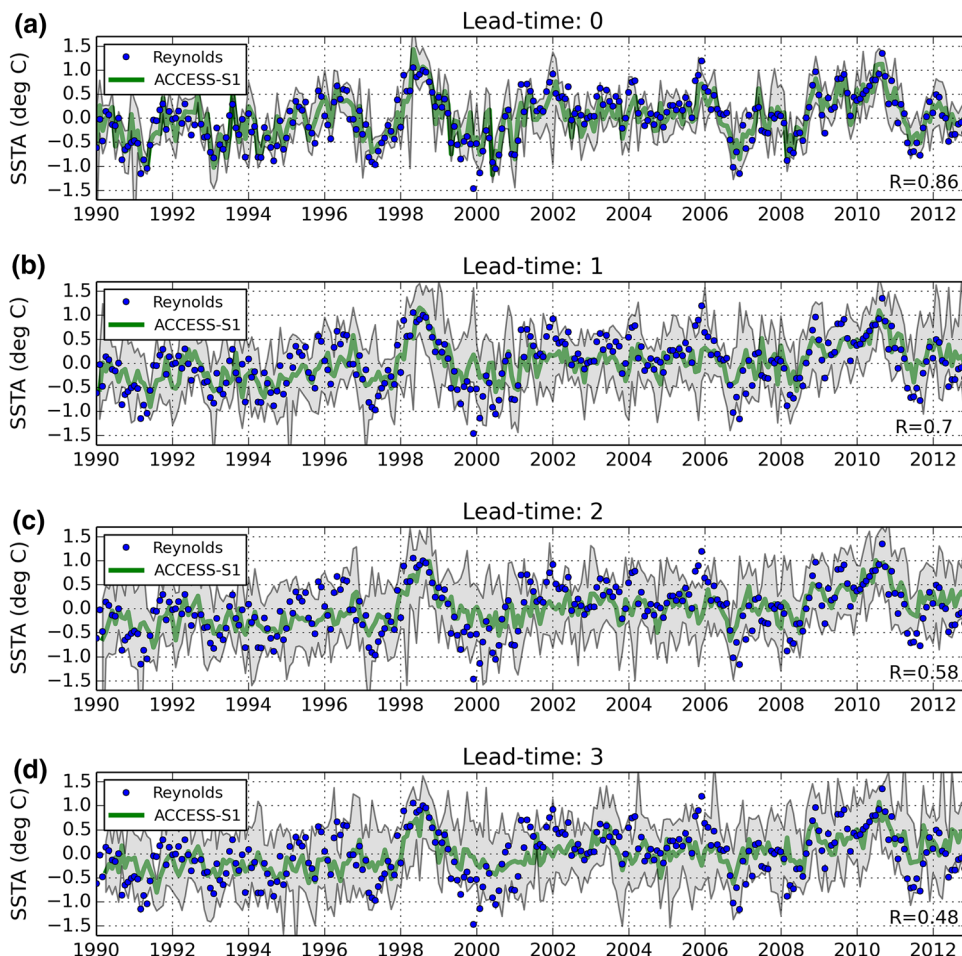 (a)
Lead-time: 0
SSTA (deg C)
1.5
1.0
0.5
0.0
−0.5
−1.0
−1.5
Reynolds
ACCESS-S1
R=0.86
1990 1992 1994 1996 1998 2000 2002 2004 2006 2008 2010 2012
(b)
Lead-time: 1
SSTA (deg C)
1.5
1.0
0.5
0.0
−0.5
−1.0
−1.5
Reynolds
ACCESS-S1
R=0.7
1990 1992 1994 1996 1998 2000 2002 2004 2006 2008 2010 2012
(c)
Lead-time: 2
SSTA (deg C)
1.5
1.0
0.5
0.0
−0.5
−1.0
−1.5
Reynolds
ACCESS-S1
R=0.58
1990 1992 1994 1996 1998 2000 2002 2004 2006 2008 2010 2012
(d)
Lead-time: 3
SSTA (deg C)
1.5
1.0
0.5
0.0
−0.5
−1.0
−1.5
Reynolds
ACCESS-S1
R=0.48
1990 1992 1994 1996 1998 2000 2002 2004 2006 2008 2010 2012